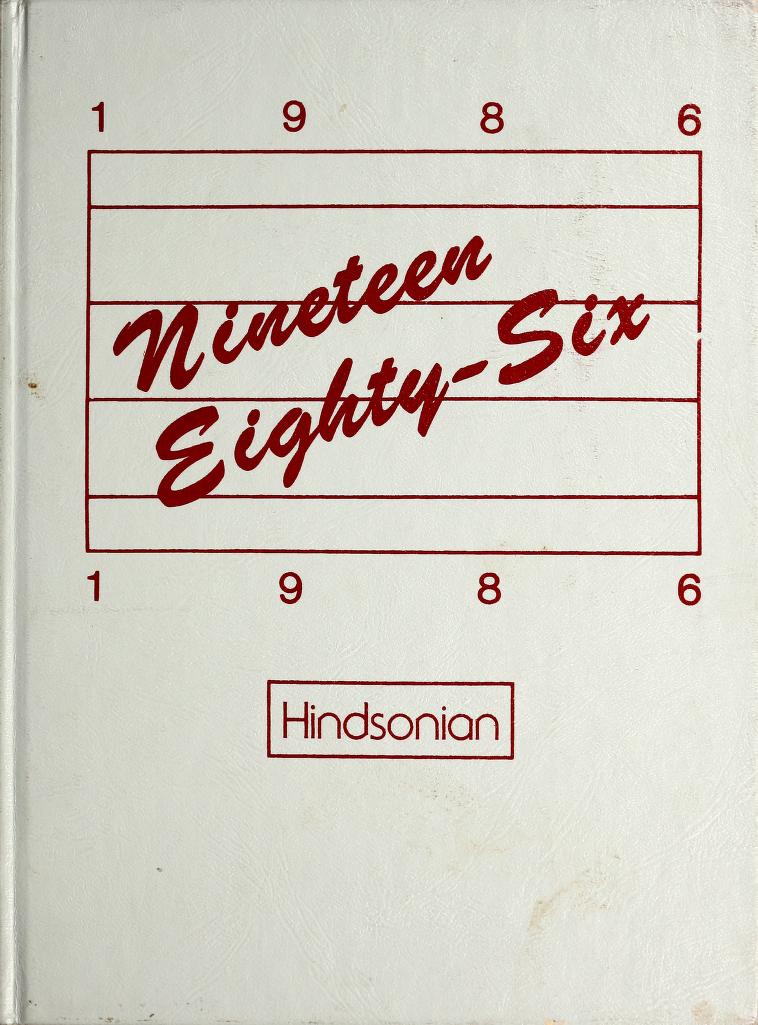 1 9 8 6
Nineteen
Eighty-Six
1 9 8 6
Hindsonian